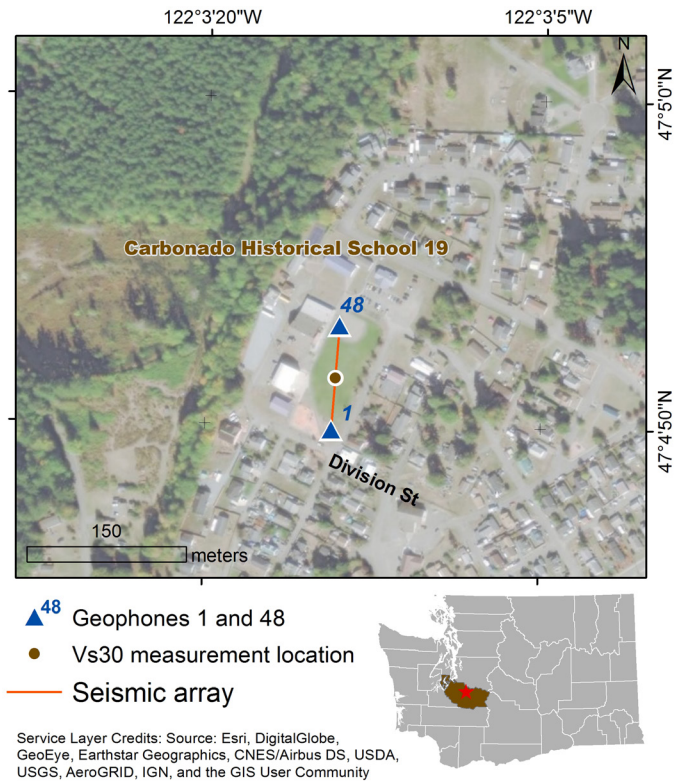 122°3'20"W
122°3'5"W
N
47°5'0"N
Carbonado Historical School 19
48
1
47°4'50"N
Division St
150
meters
48
Geophones 1 and 48
Vs30 measurement location
Seismic array
Service Layer Credits: Source: Esri, DigitalGlobe,
GeoEye, Earthstar Geographics, CNES/Airbus DS, USDA,
USGS, AeroGRID, IGN, and the GIS User Community